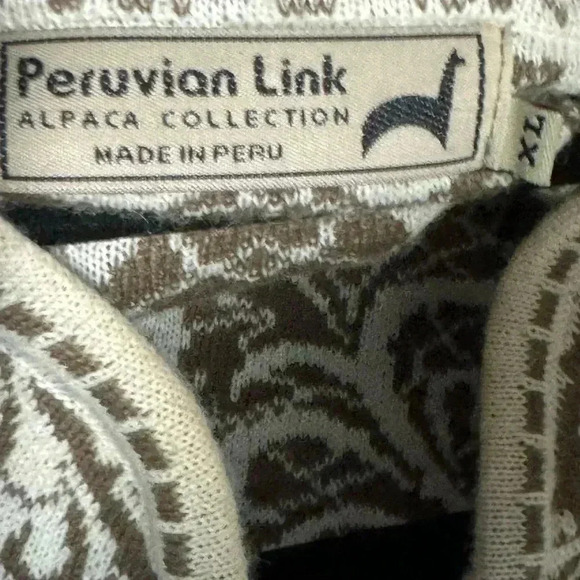 Peruvian Link
ALPACA COLLECTION
MADE IN PERU
XL